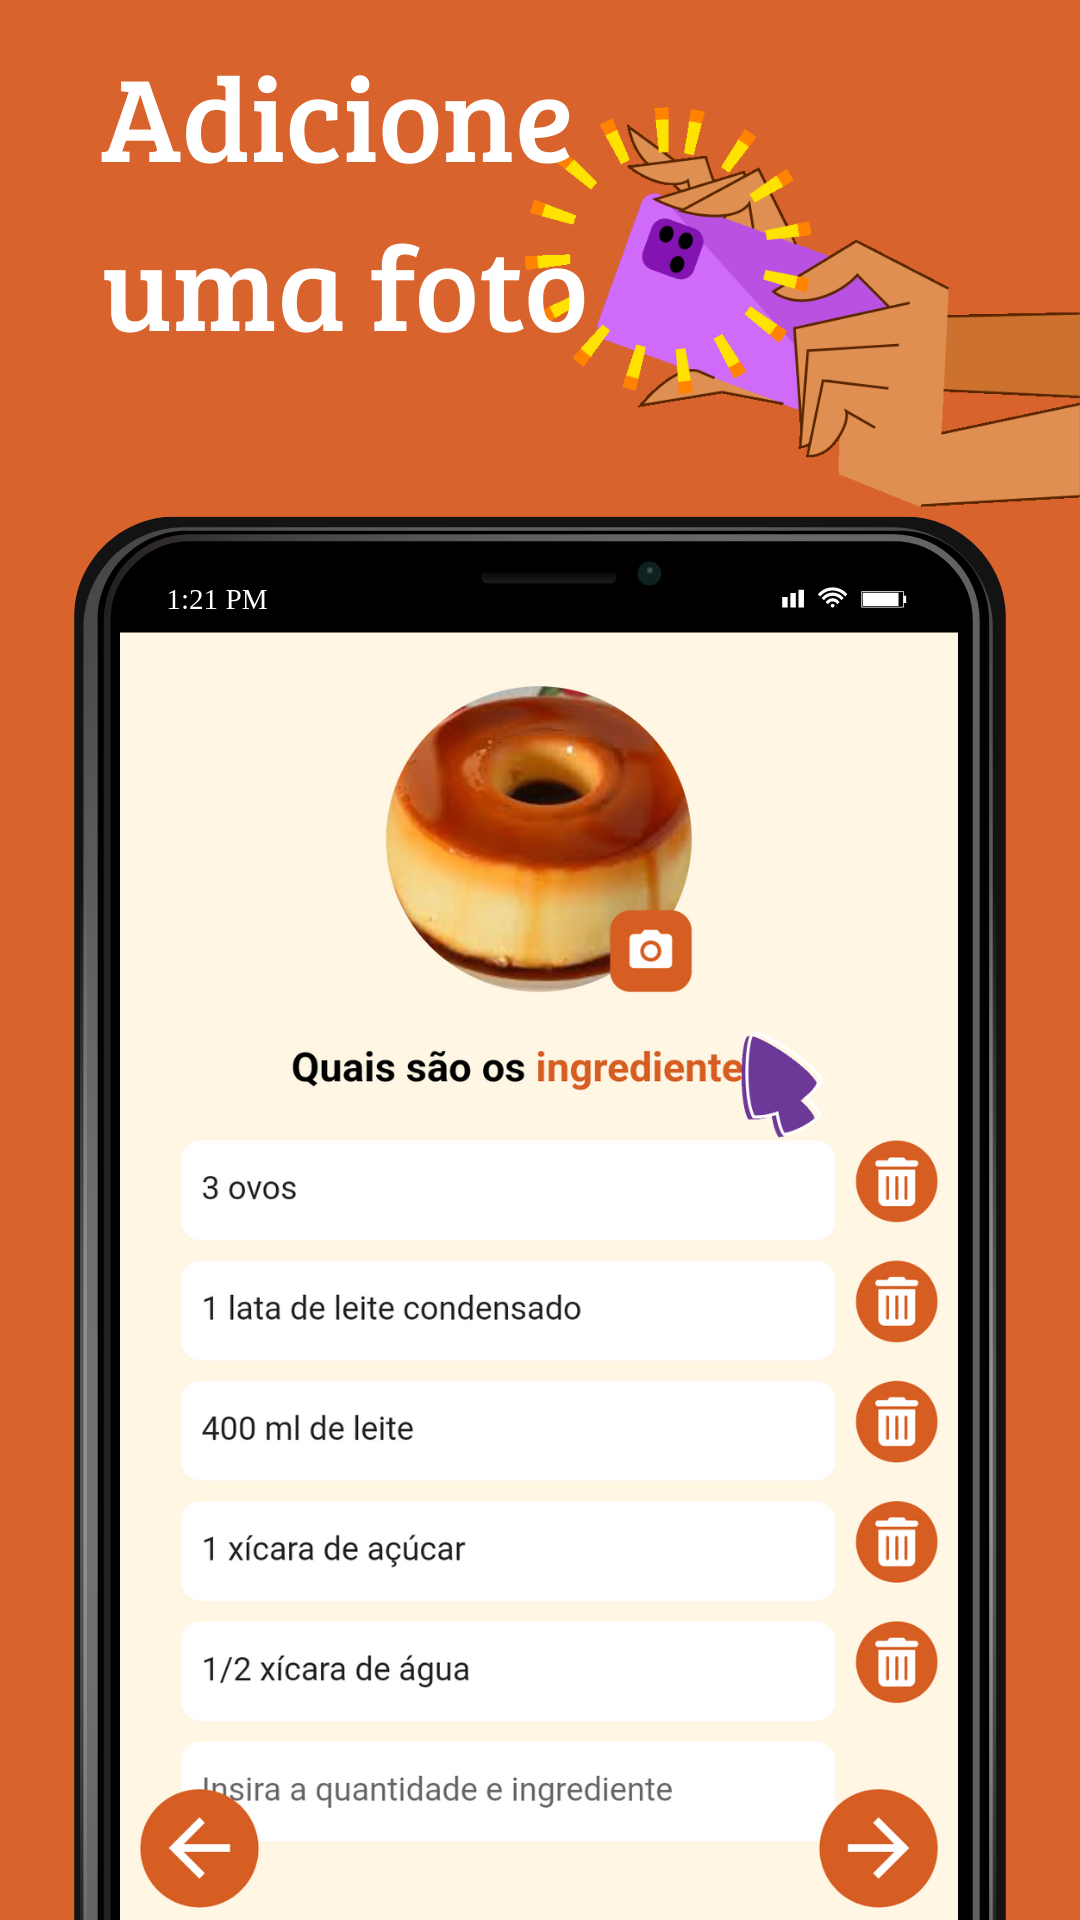 Adicione
uma foto
1:21 PM
Quais são os ingrediente
3 ovos
1 lata de leite condensado
400 ml de leite
1 xícara de açúcar
1/2 xícara de água
Insira a quantidade e ingrediente